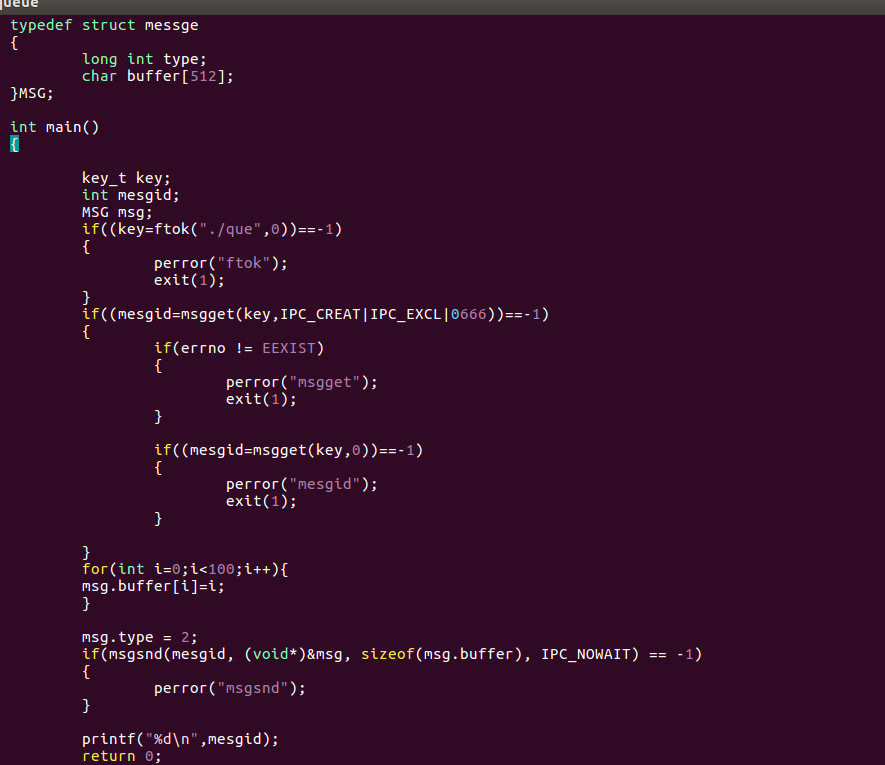 ueue
typedef struct messge
{
        long int type;
        char buffer[512];
}MSG;

int main()
{

        key_t key;
        int mesgid;
        MSG msg;
        if((key=ftok("./que",0))==-1)
        {
                perror("ftok");
                exit(1);
        }
        if((mesgid=msgget(key,IPC_CREAT|IPC_EXCL|0666))==-1)
        {
                if(errno != EEXIST)
                {
                        perror("msgget");
                        exit(1);
                }

                if((mesgid=msgget(key,0))==-1)
                {
                        perror("mesgid");
                        exit(1);
                }

        }
        for(int i=0;i<100;i++){
        msg.buffer[i]=i;
        }

        msg.type = 2;
        if(msgsnd(mesgid, (void*)&msg, sizeof(msg.buffer), IPC_NOWAIT) == -1)
        {
                perror("msgsnd");
        }

        printf("%d\n",mesgid);
        return 0;